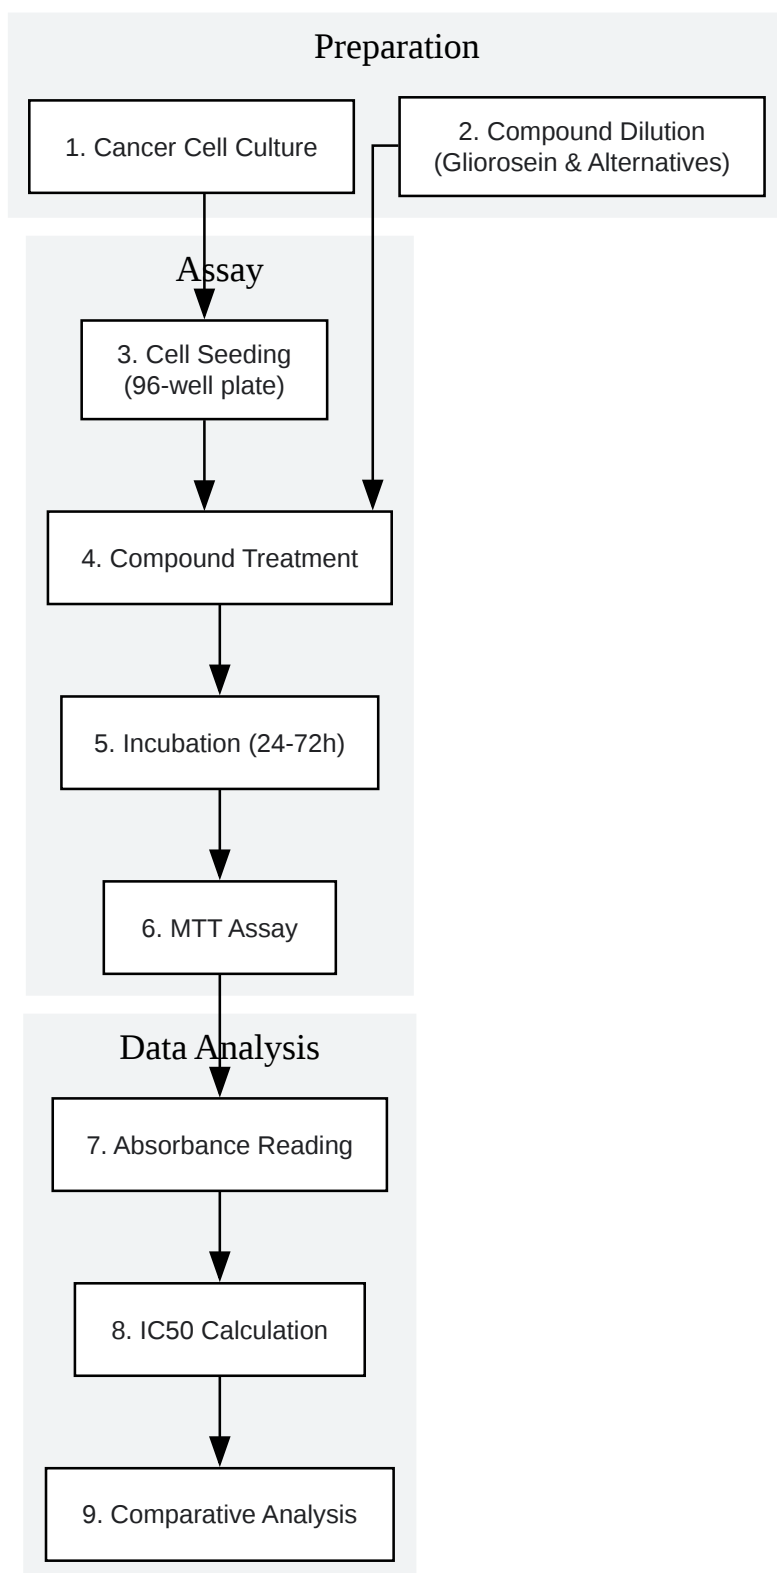 Preparation
1. Cancer Cell Culture
2. Compound Dilution
(Gliorosein & Alternatives)
Assay
3. Cell Seeding
(96-well plate)
4. Compound Treatment
5. Incubation (24-72h)
6. MTT Assay
Data Analysis
7. Absorbance Reading
8. IC50 Calculation
9. Comparative Analysis